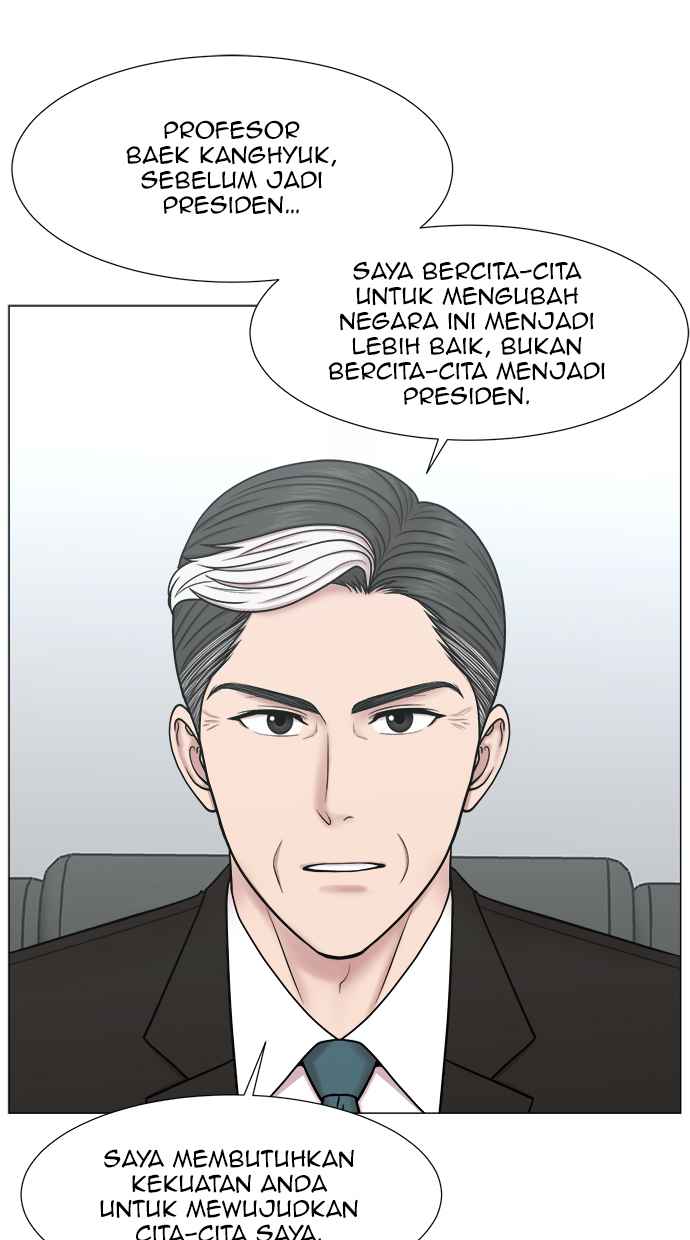 PROFESOR
BAEK KANGHYUK,
SEBELUM JADI
PRESIDEN...
SAYA BERCITA-CITA
UNTUK MENGUBAH
NEGARA INI MENJADI
LEBIH BAIK, BUKAN
BERCITA-CITA MENJADI
PRESIDEN.
SAYA MEMBUTUHKAN
KEKUATAN ANDA
UNTUK MEWUJUDKAN
CITA-CITA SAYA.